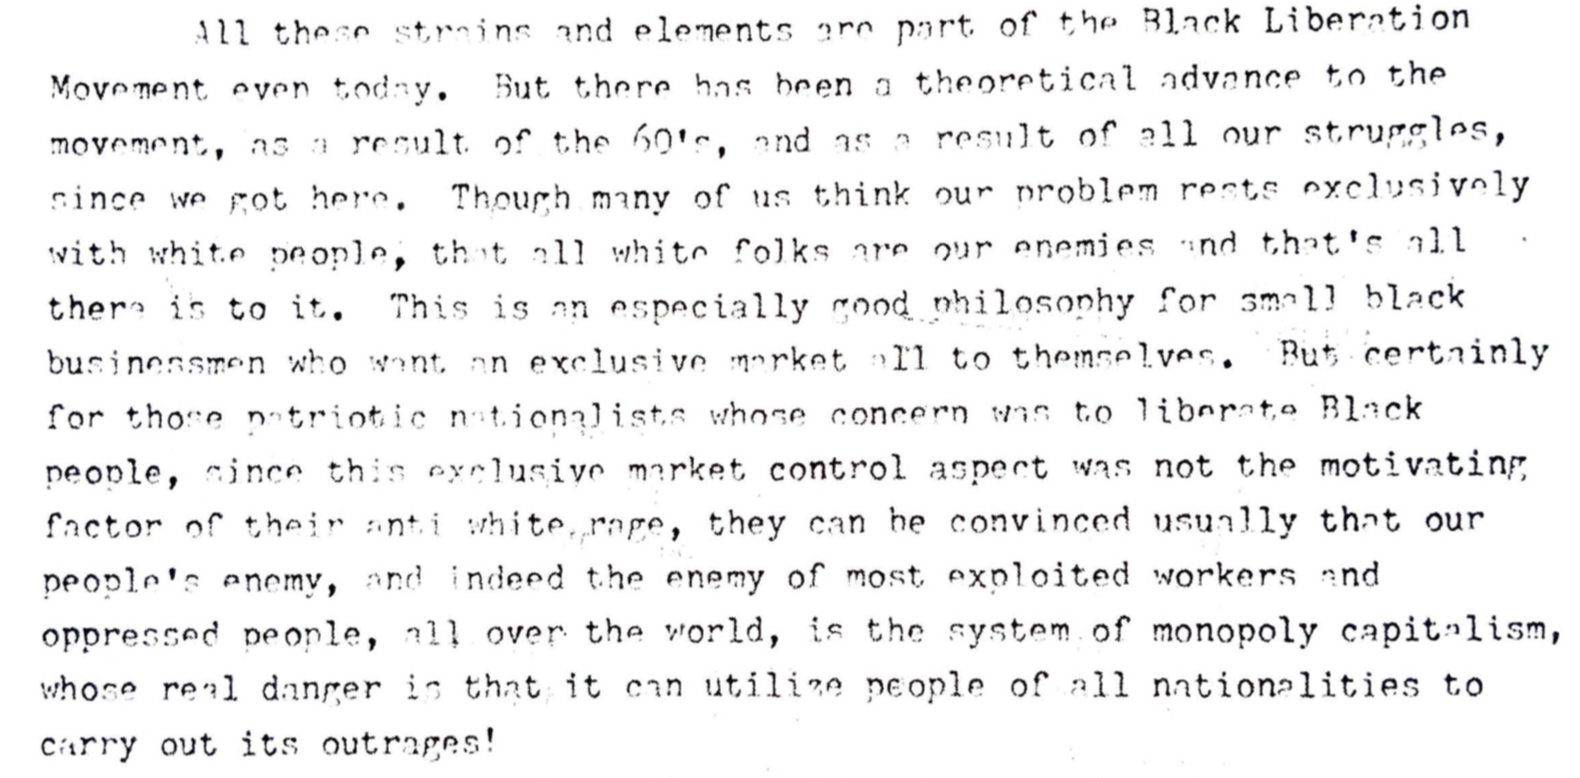 All these strains and elements are part of the Black Liberation
Movement even today. But there has been a theoretical advance to the
movement, as a result of the 60's, and as a result of all our struggles,
since we got here. Though many of us think our problem rests exclusively
with white people, that all white folks are our enemies and that's all
there is to it. This is an especially good philosophy for small black
businessmen who want an exclusive market all to themselves. But certainly
for those patriotic nationalists whose concern was to liberate Black
people, since this exclusive market control aspect was not the motivating
factor of their anti white rage, they can be convinced usually that our
people's enemy, and indeed the enemy of most exploited workers and
oppressed people, all over the world, is the system of monopoly capitalism,
whose real danger is that it can utilize people of all nationalities to
carry out its outrages!